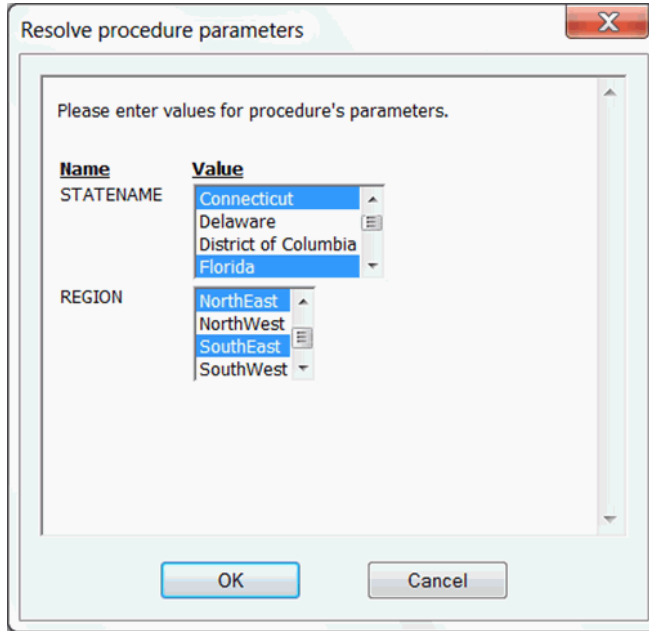 Resolve procedure parameters
X
Please enter values for procedure's parameters.
Name Value
STATENAME Connecticut
Delaware
District of Columbia
Florida
REGION NorthEast
NorthWest
SouthEast
SouthWest
OK Cancel